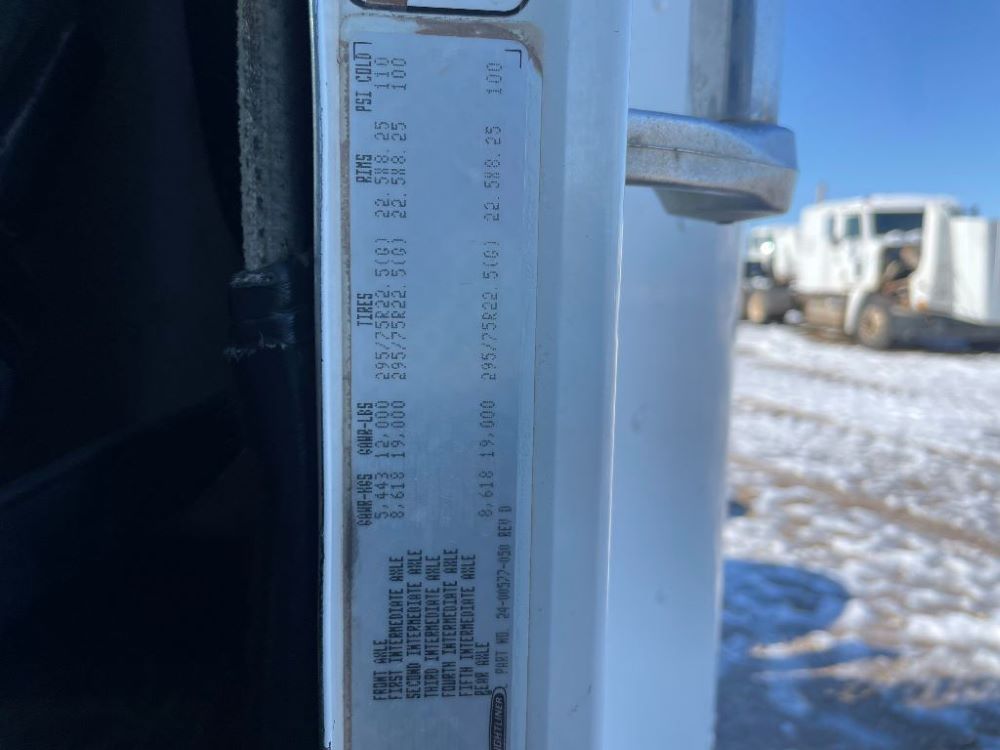 GAWR-KGS GAWR-LBS TIRES RIMS PSI COLD
FRONT AXLE 5,443 12,000 295/75R22.5(G) 22.5X8.25 110
FIRST INTERMEDIATE AXLE 8,618 19,000 295/75R22.5(G) 22.5X8.25 100
SECOND INTERMEDIATE AXLE
THIRD INTERMEDIATE AXLE
FOURTH INTERMEDIATE AXLE
FIFTH INTERMEDIATE AXLE
REAR AXLE 8,618 19,000 295/75R22.5(G) 22.5X8.25 100
PART NO. 24-00577-050 REV D